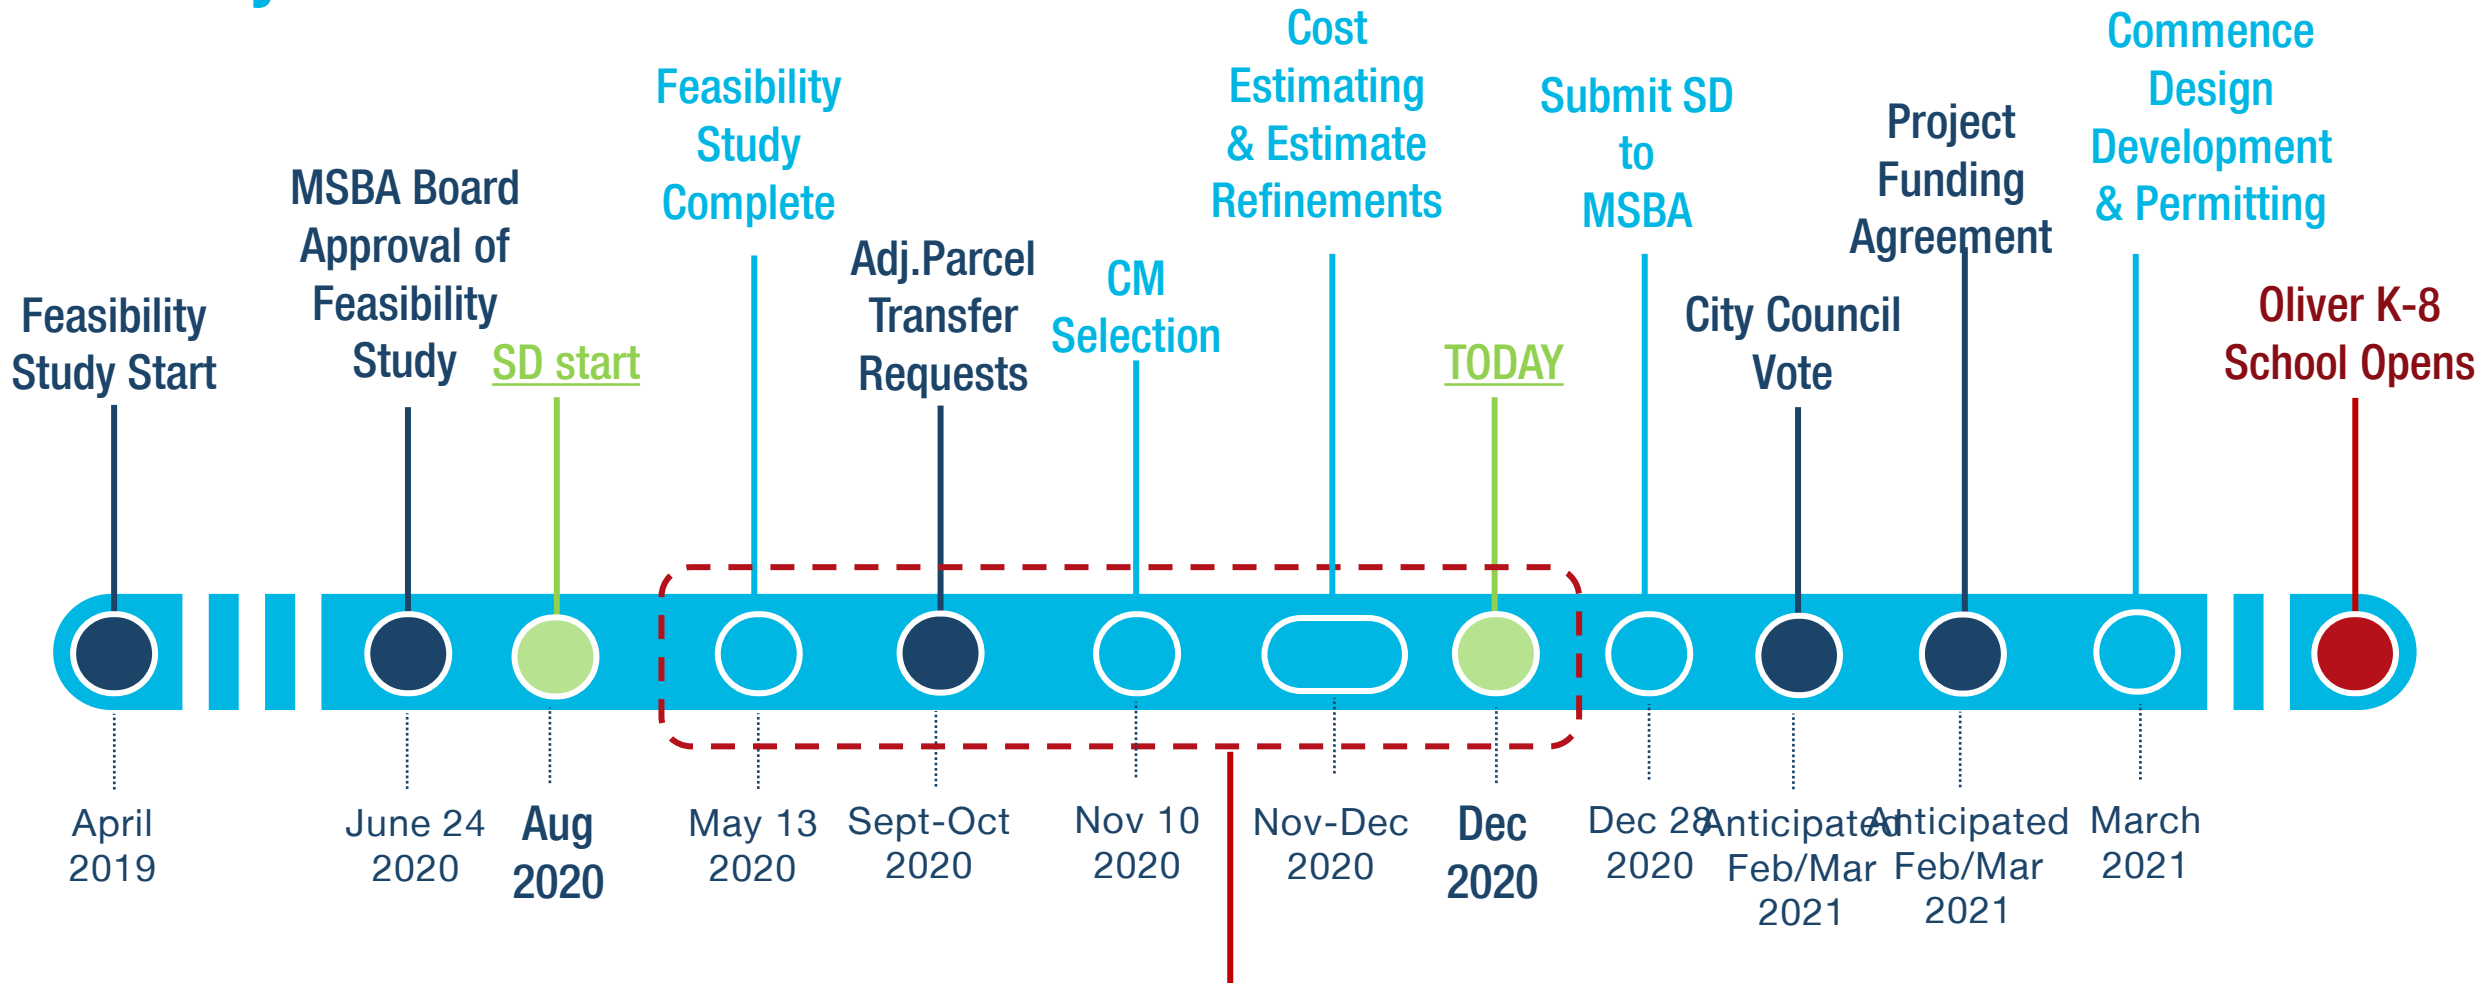 Feasibility
Study Start
MSBA Board
Approval of
Feasibility
Study
SD start
Feasibility
Study
Complete
Adj.Parcel
Transfer
Requests
CM
Selection
Cost
Estimating
& Estimate
Refinements
TODAY
Submit SD
to
MSBA
City Council
Vote
Project
Funding
Agreement
Commence
Design
Development
& Permitting
Oliver K-8
School Opens
April
2019
June 24
2020
Aug
2020
May 13
2020
Sept-Oct
2020
Nov 10
2020
Nov-Dec
2020
Dec
2020
Dec 28
2020
Anticipated
Feb/Mar
2021
Anticipated
Feb/Mar
2021
March
2021